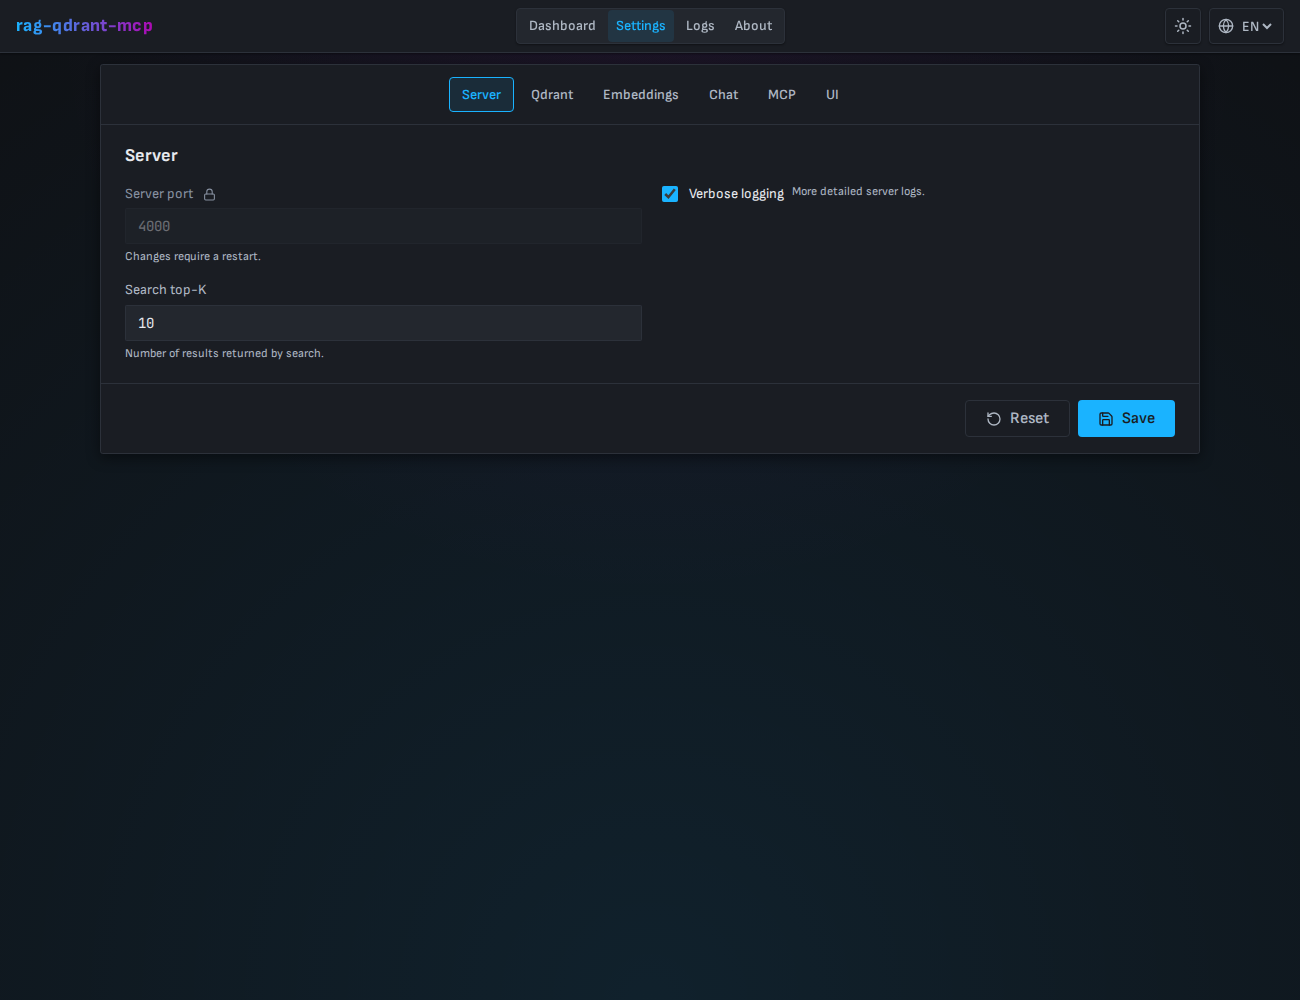 rag-qdrant-mcp
Dashboard Settings Logs About
EN
Server Qdrant Embeddings Chat MCP UI
Server
Server port
4000
Changes require a restart.
Verbose logging More detailed server logs.
Search top-K
10
Number of results returned by search.
Reset Save